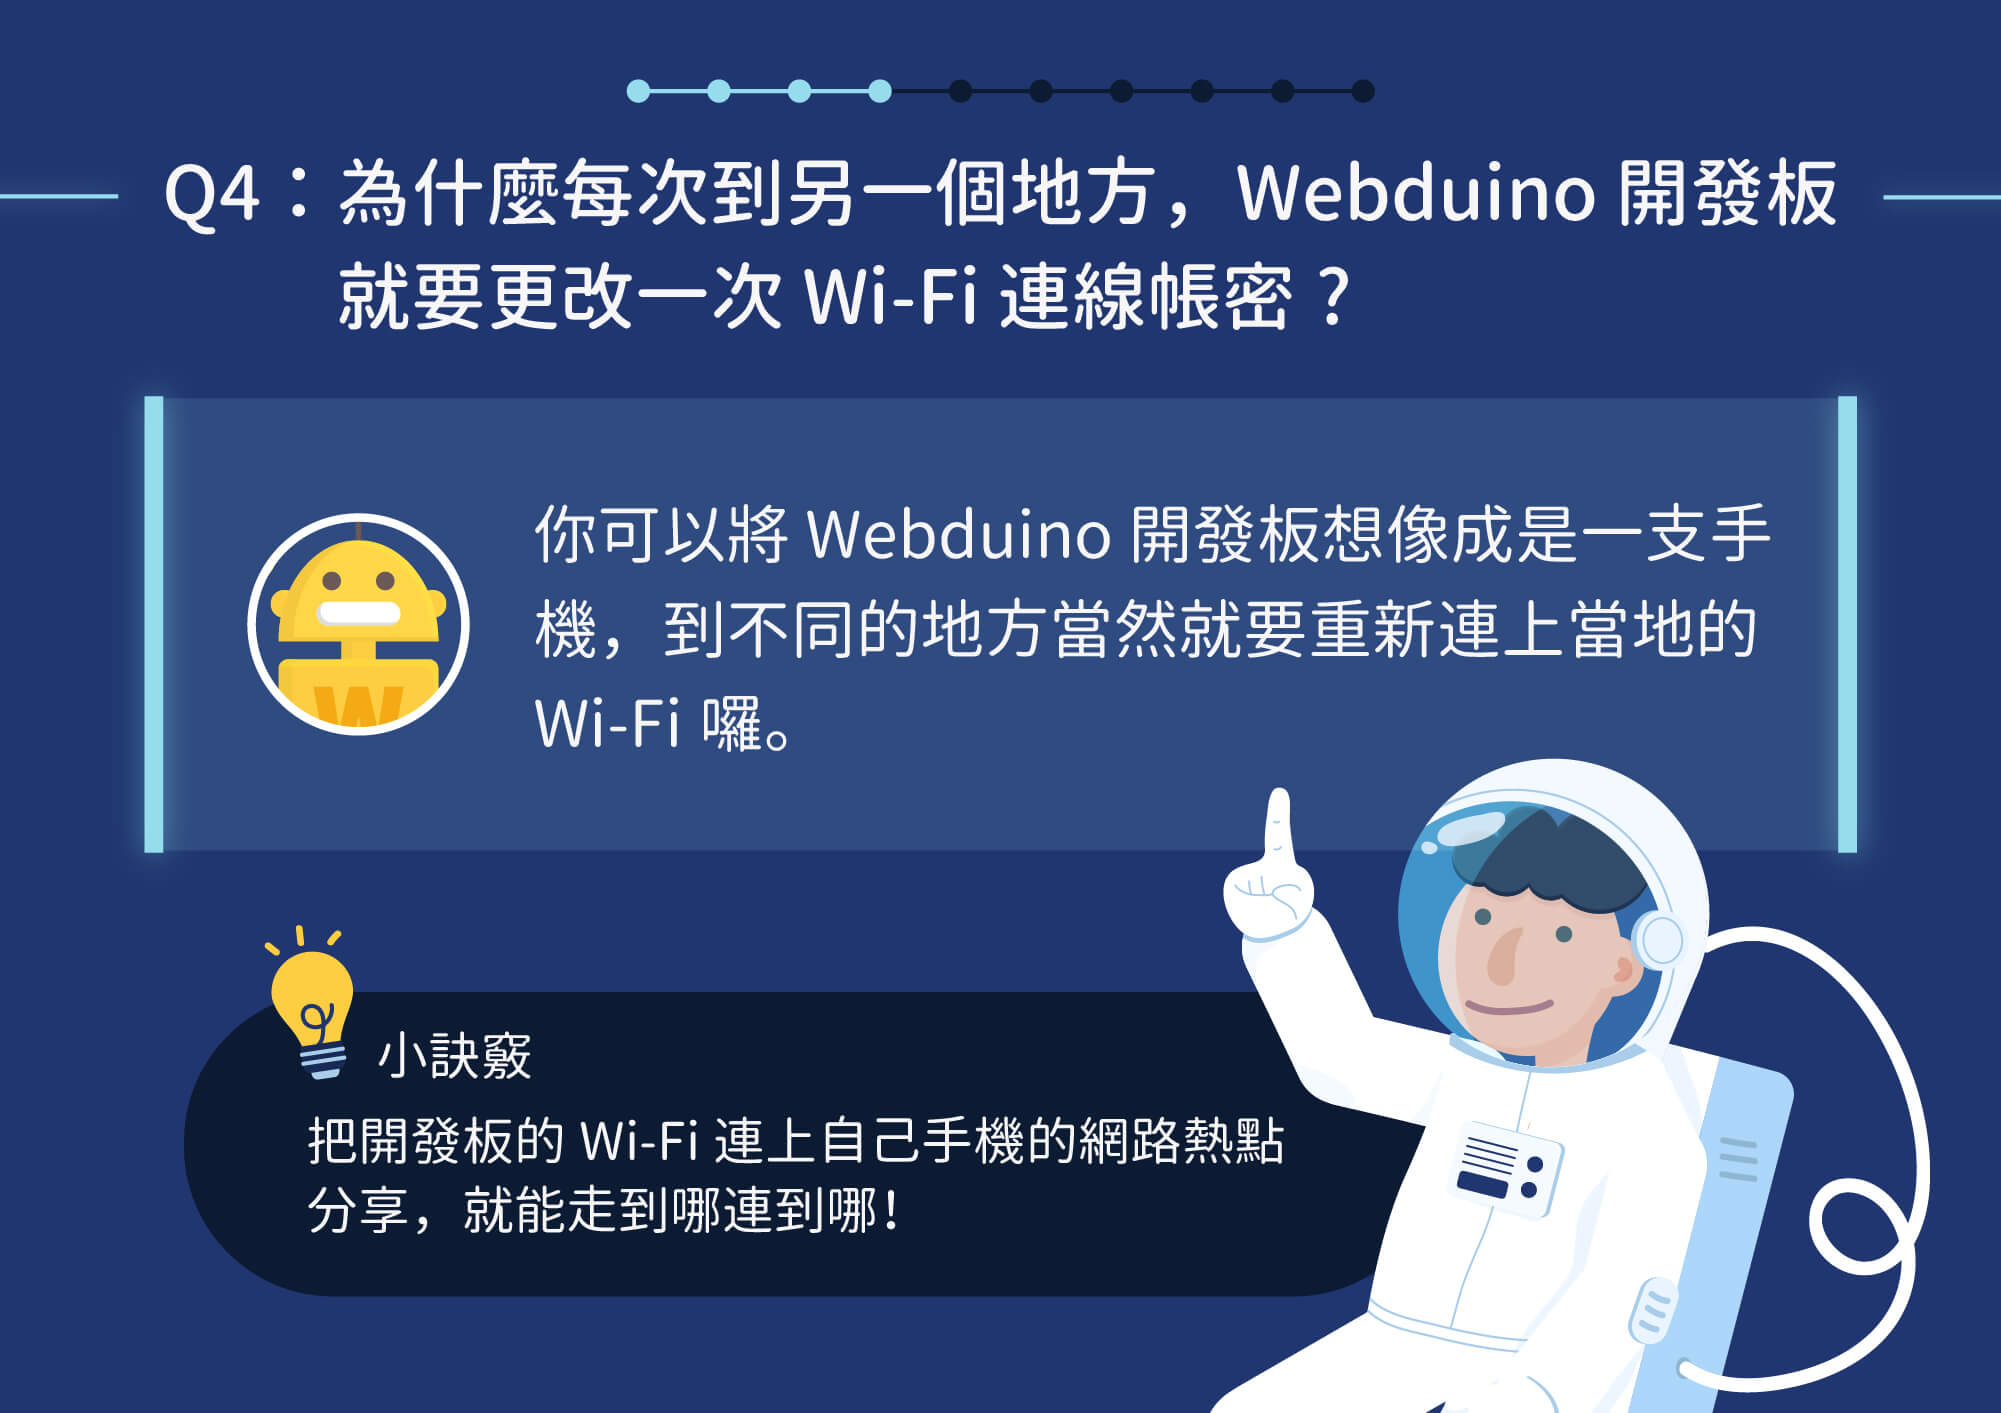 Q4：為什麼每次到另一個地方，Webduino 開發板
就要更改一次 Wi-Fi 連線帳密？
你可以將 Webduino 開發板想像成是一支手
機，到不同的地方當然就要重新連上當地的
Wi-Fi 囉。
W
小訣竅
把開發板的 Wi-Fi 連上自己手機的網路熱點
分享，就能走到哪連到哪！